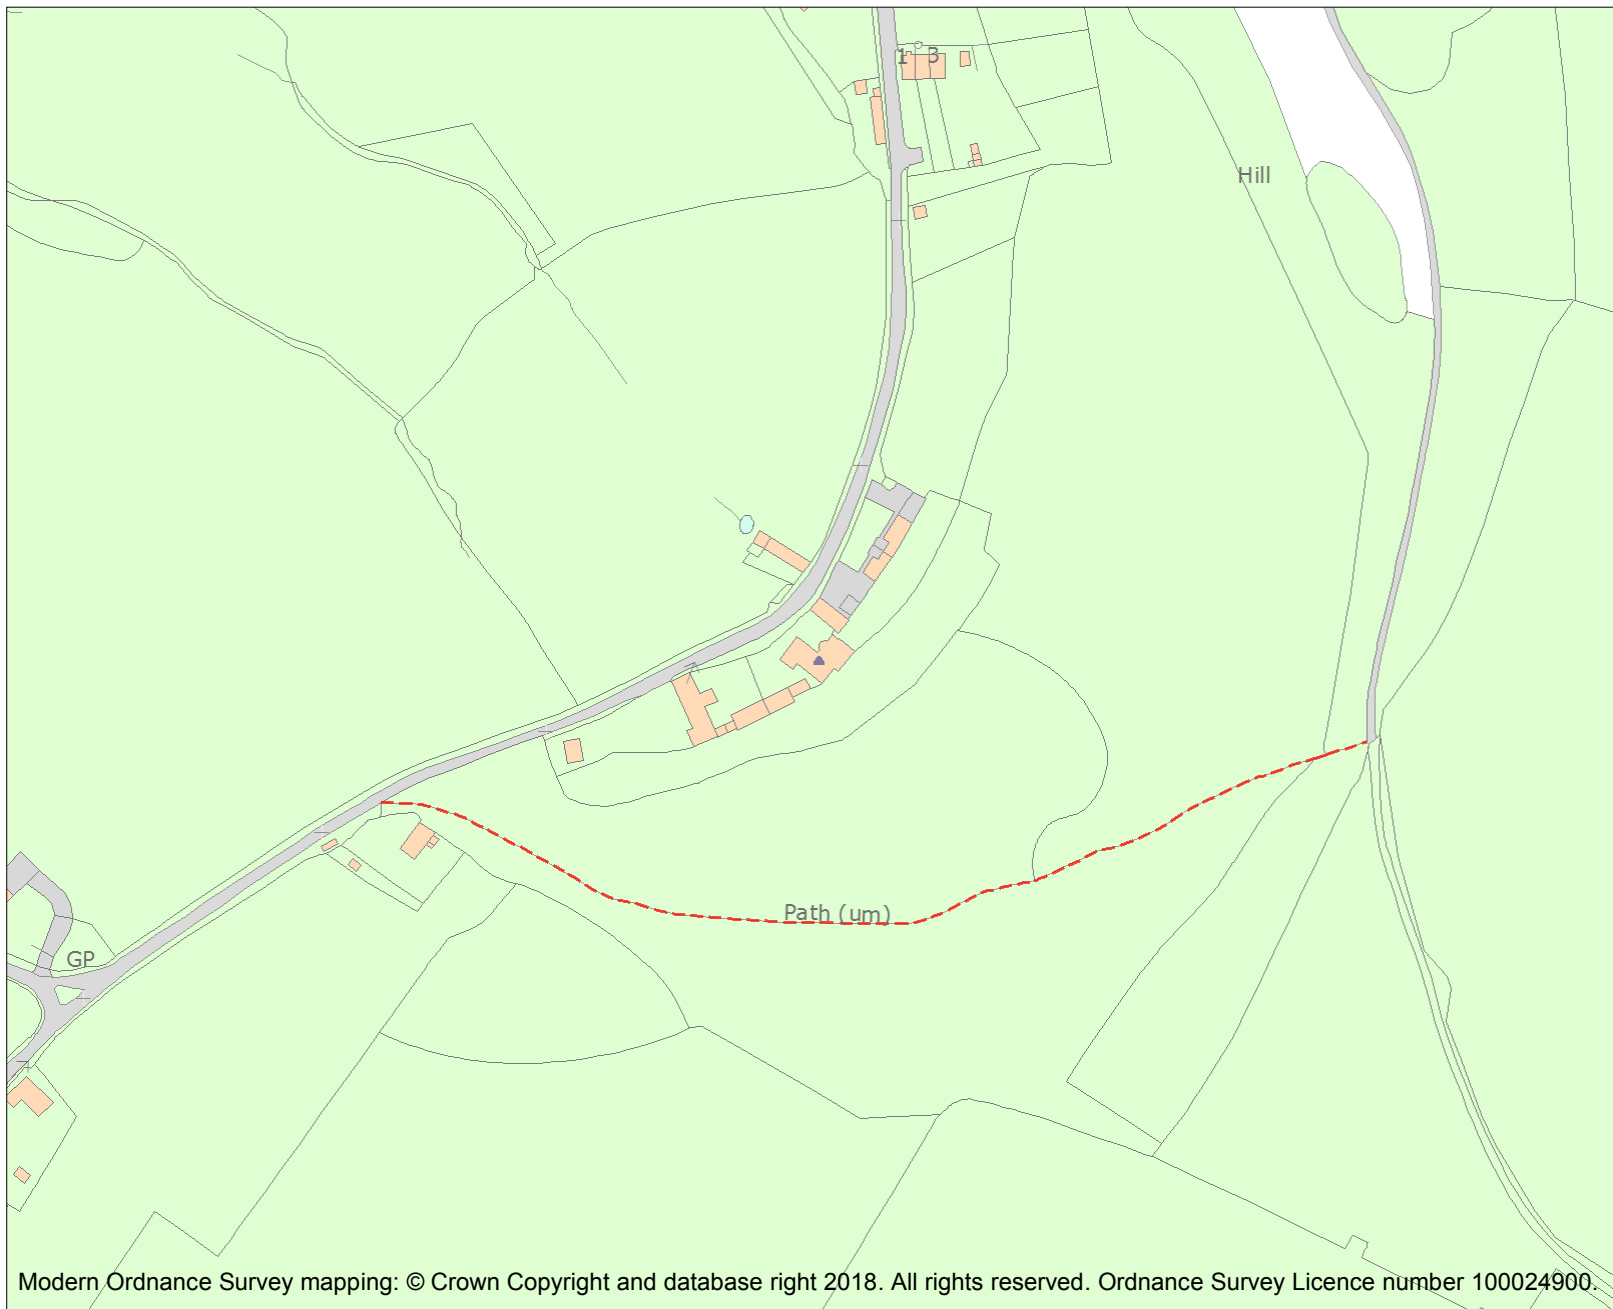 1 3
Hill
Path (um)
GP
Modern Ordnance Survey mapping: © Crown Copyright and database right 2018. All rights reserved. Ordnance Survey Licence number 100024900.